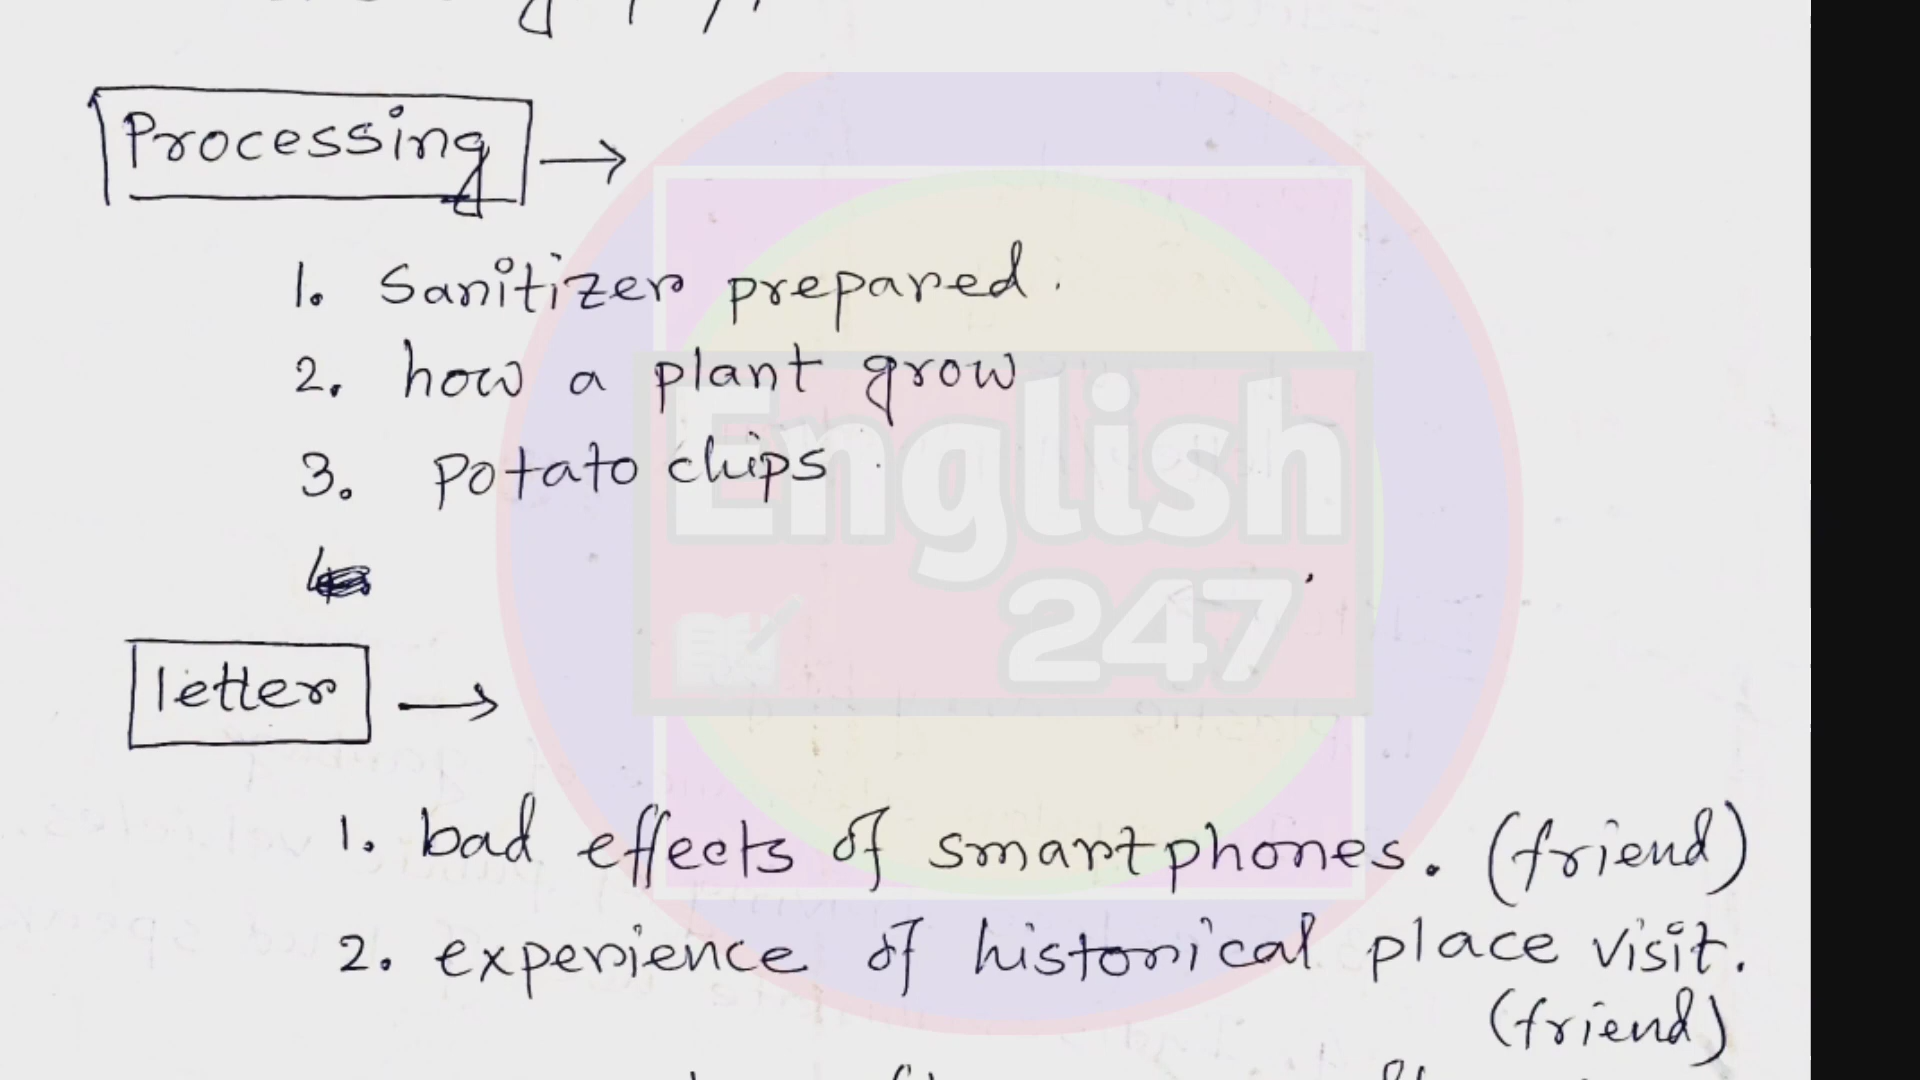 Processing →
1. Sanitizer prepared.
2. how a plant grow
3. potato chips
English
247
letter →
1. bad effects of smartphones. (friend)
2. experience of historical place visit.
(friend)